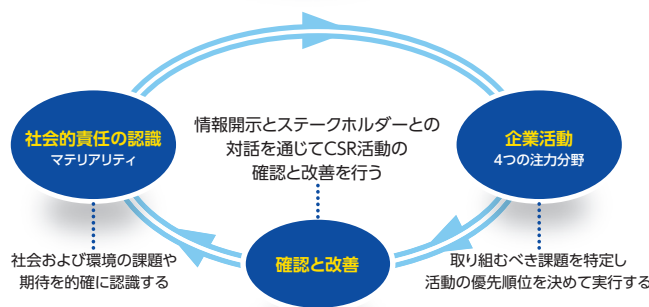 社会的責任の認識
マテリアリティ
情報開示とステークホルダーとの
対話を通じてCSR活動の
確認と改善を行う
企業活動
4つの注力分野
社会および環境の課題や
期待を的確に認識する
確認と改善
取り組むべき課題を特定し
活動の優先順位を決めて実行する